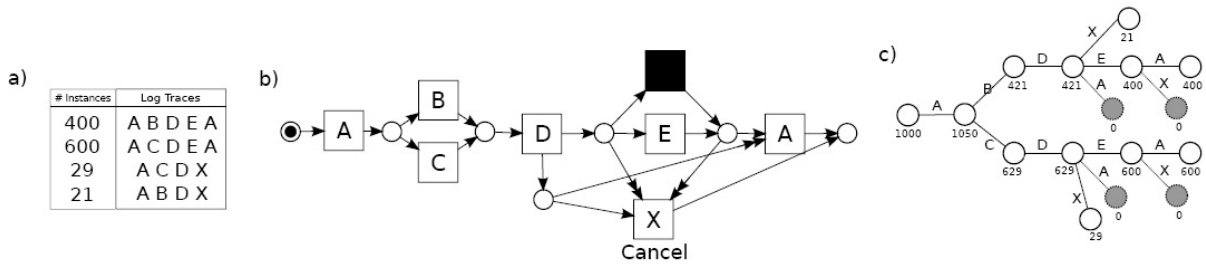 a)
# Instances Log Traces
400 A B D E A
600 A C D E A
29 A C D X
21 A B D X
b)
A
B
C
D
E
A
X
Cancel
c)
X
21
D E A
B 421 421 400 400
A X
A
1000 1050 0 0
C D E A
629 629 600 600
X A X
0 0
29